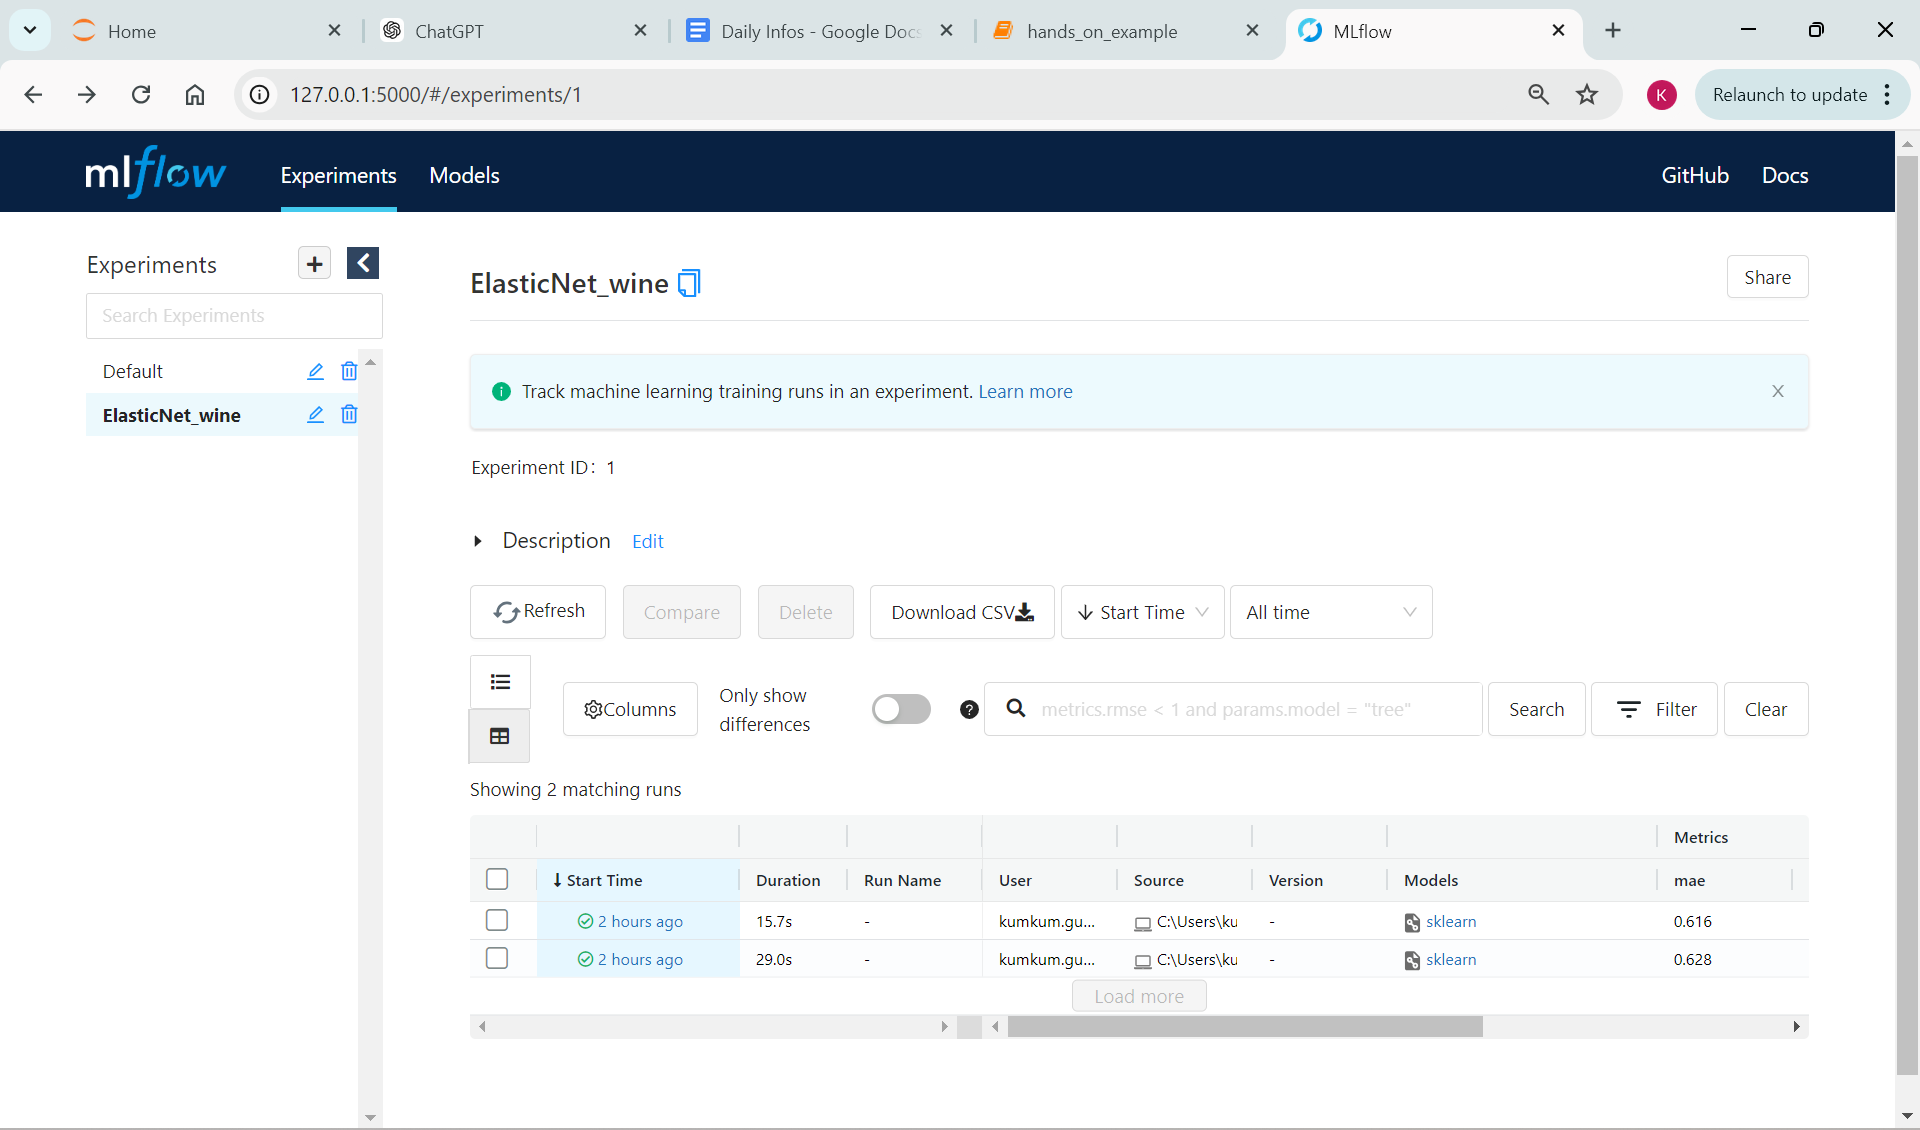 Home
ChatGPT
Daily Infos - Google Docs
hands_on_example
MLflow
127.0.0.1:5000/#/experiments/1
K
Relaunch to update
mlflow
Experiments
Models
GitHub
Docs
Experiments
Search Experiments
Default
ElasticNet_wine
ElasticNet_wine
Share
Track machine learning training runs in an experiment. Learn more
Experiment ID: 1
Description Edit
Refresh
Compare
Delete
Download CSV
Start Time
All time
Columns
Only show
differences
metrics.rmse < 1 and params.model = "tree"
Search
Filter
Clear
Showing 2 matching runs
Metrics
Start Time Duration Run Name User Source Version Models mae
2 hours ago 15.7s - kumkum.gu... C:\Users\ku - sklearn 0.616
2 hours ago 29.0s - kumkum.gu... C:\Users\ku - sklearn 0.628
Load more